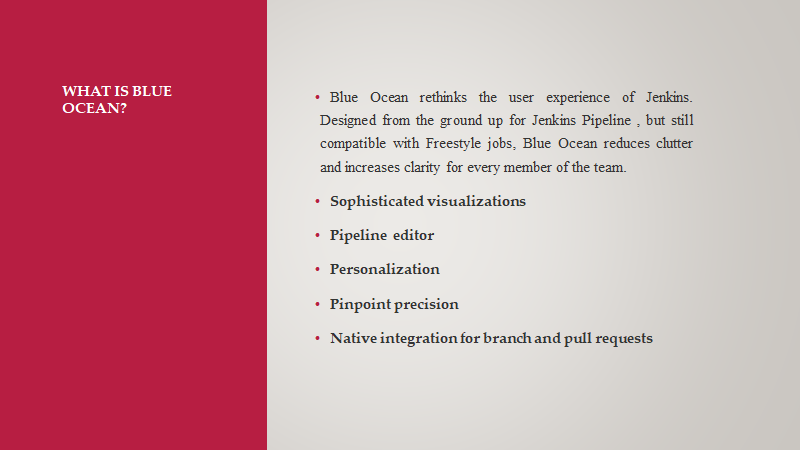 WHAT IS BLUE
OCEAN?
• Blue Ocean rethinks the user experience of Jenkins.
Designed from the ground up for Jenkins Pipeline , but still
compatible with Freestyle jobs, Blue Ocean reduces clutter
and increases clarity for every member of the team.
• Sophisticated visualizations
• Pipeline editor
• Personalization
• Pinpoint precision
• Native integration for branch and pull requests